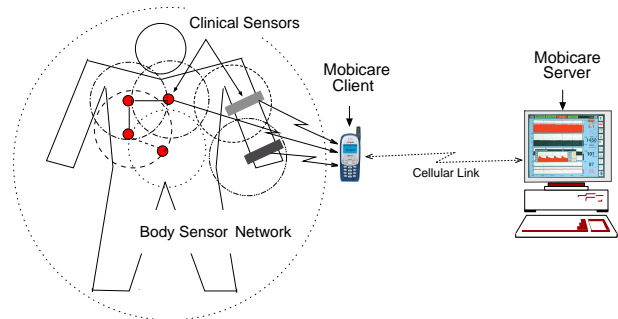 Clinical Sensors
Mobicare
Client
Mobicare
Server
Cellular Link
Body Sensor Network